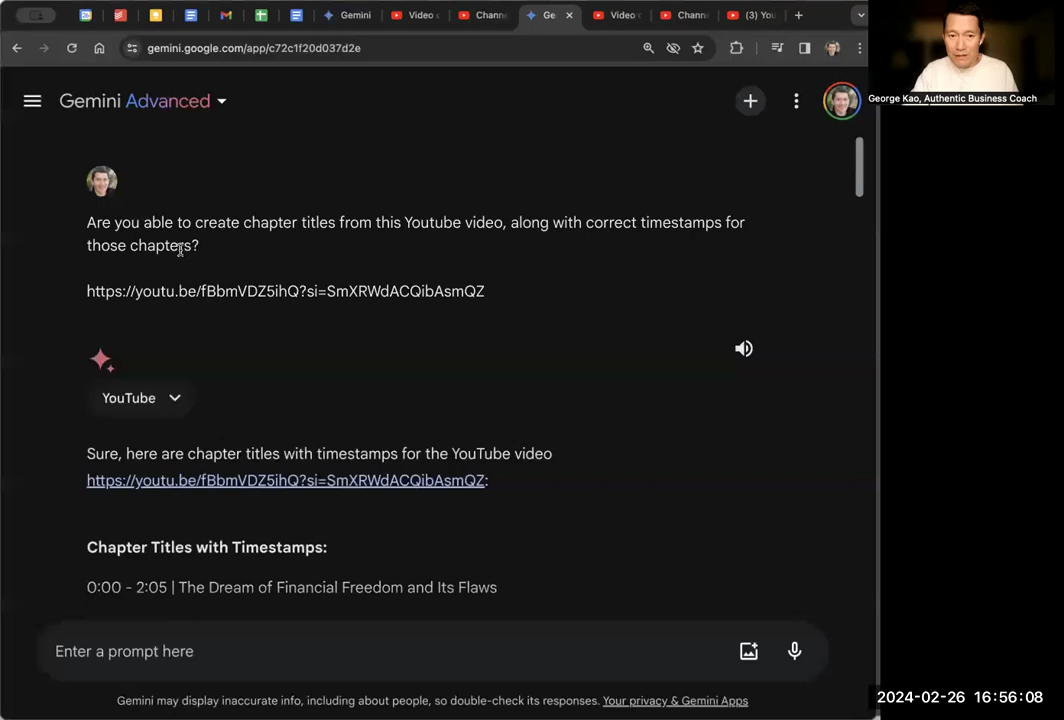 Gemini
Video c
Chann
Ge
Video c
Chann
(3) You
gemini.google.com/app/c72c1f20d037d2e
George Kao, Authentic Business Coach
Gemini Advanced
Are you able to create chapter titles from this Youtube video, along with correct timestamps for
those chapters?
https://youtu.be/fBbmVDZ5ihQ?si=SmXRWdACQibAsmQZ
YouTube
Sure, here are chapter titles with timestamps for the YouTube video
https://youtu.be/fBbmVDZ5ihQ?si=SmXRWdACQibAsmQZ:
Chapter Titles with Timestamps:
0:00 - 2:05 | The Dream of Financial Freedom and Its Flaws
Enter a prompt here
Gemini may display inaccurate info, including about people, so double-check its responses. Your privacy & Gemini Apps
2024-02-26 16:56:08